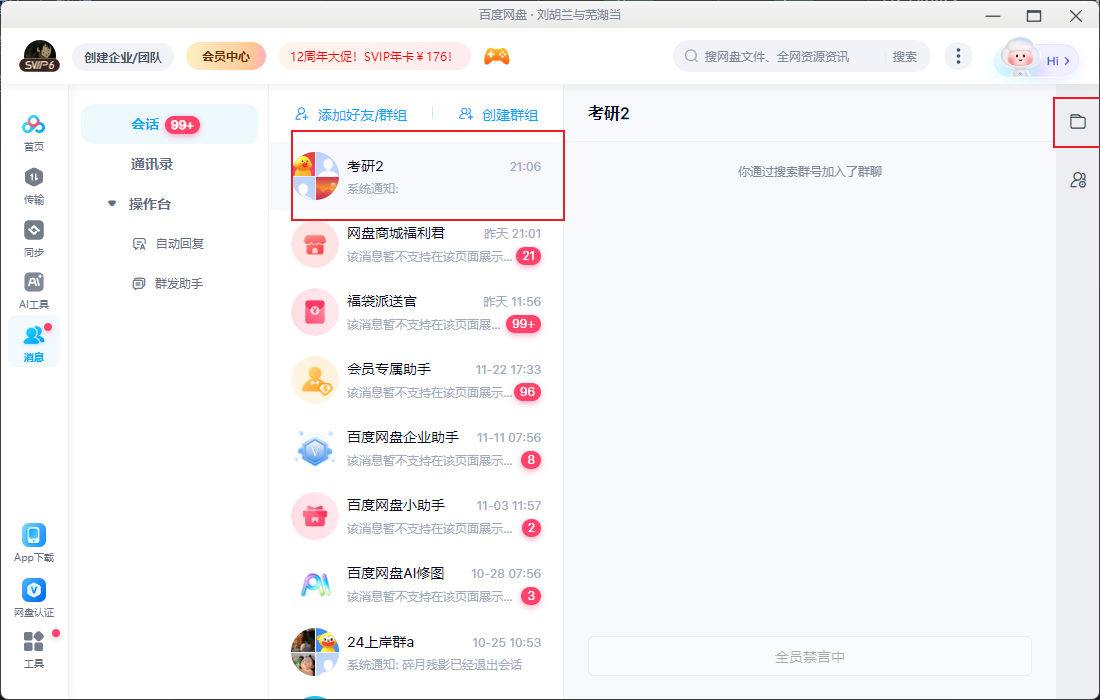 百度网盘 · 刘胡兰与芜湖当
SVIP6
创建企业/团队
会员中心
12周年大促！SVIP年卡￥176!
搜网盘文件、全网资源资讯
搜索
Hi >
首页
传输
同步
AI工具
消息
App下载
网盘认证
工具
会话 99+
通讯录
操作台
自动回复
群发助手
添加好友/群组
创建群组
考研2 21:06
系统通知:
网盘商城福利君 昨天 21:01
该消息暂不支持在该页面展示... 21
福袋派送官 昨天 11:56
该消息暂不支持在该页面展... 99+
会员专属助手 11-22 17:33
该消息暂不支持在该页面展示... 96
百度网盘企业助手 11-11 07:56
该消息暂不支持在该页面展示... 8
百度网盘小助手 11-03 11:57
该消息暂不支持在该页面展示... 2
百度网盘AI修图 10-28 07:56
该消息暂不支持在该页面展示... 3
24上岸群a 10-25 10:53
系统通知: 碎月残影已经退出会话
考研2
你通过搜索群号加入了群聊
全员禁言中